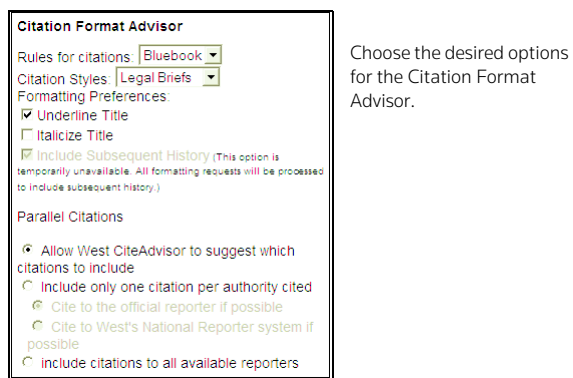 Citation Format Advisor
Rules for citations: Bluebook
Citation Styles: Legal Briefs
Formatting Preferences:
Underline Title
Italicize Title
Include Subsequent History (This option is
temporarily unavailable. All formatting requests will be processed
to include subsequent history.)
Parallel Citations
Allow West CiteAdvisor to suggest which
citations to include
Include only one citation per authority cited
Cite to the official reporter if possible
Cite to West's National Reporter system if
possible
include citations to all available reporters
Choose the desired options
for the Citation Format
Advisor.